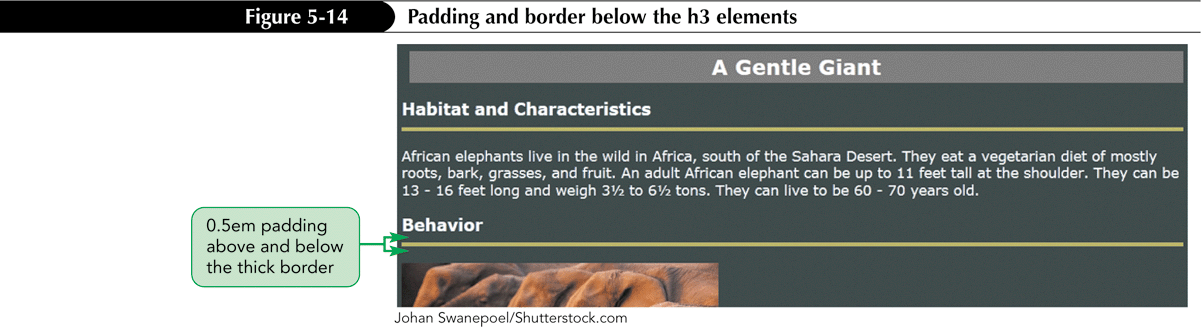 Figure 5-14
Padding and border below the h3 elements
A Gentle Giant
Habitat and Characteristics
African elephants live in the wild in Africa, south of the Sahara Desert. They eat a vegetarian diet of mostly
roots, bark, grasses, and fruit. An adult African elephant can be up to 11 feet tall at the shoulder. They can be
13 - 16 feet long and weigh 3½ to 6½ tons. They can live to be 60 - 70 years old.
0.5em padding
above and below
the thick border
Behavior
Johan Swanepoel/Shutterstock.com